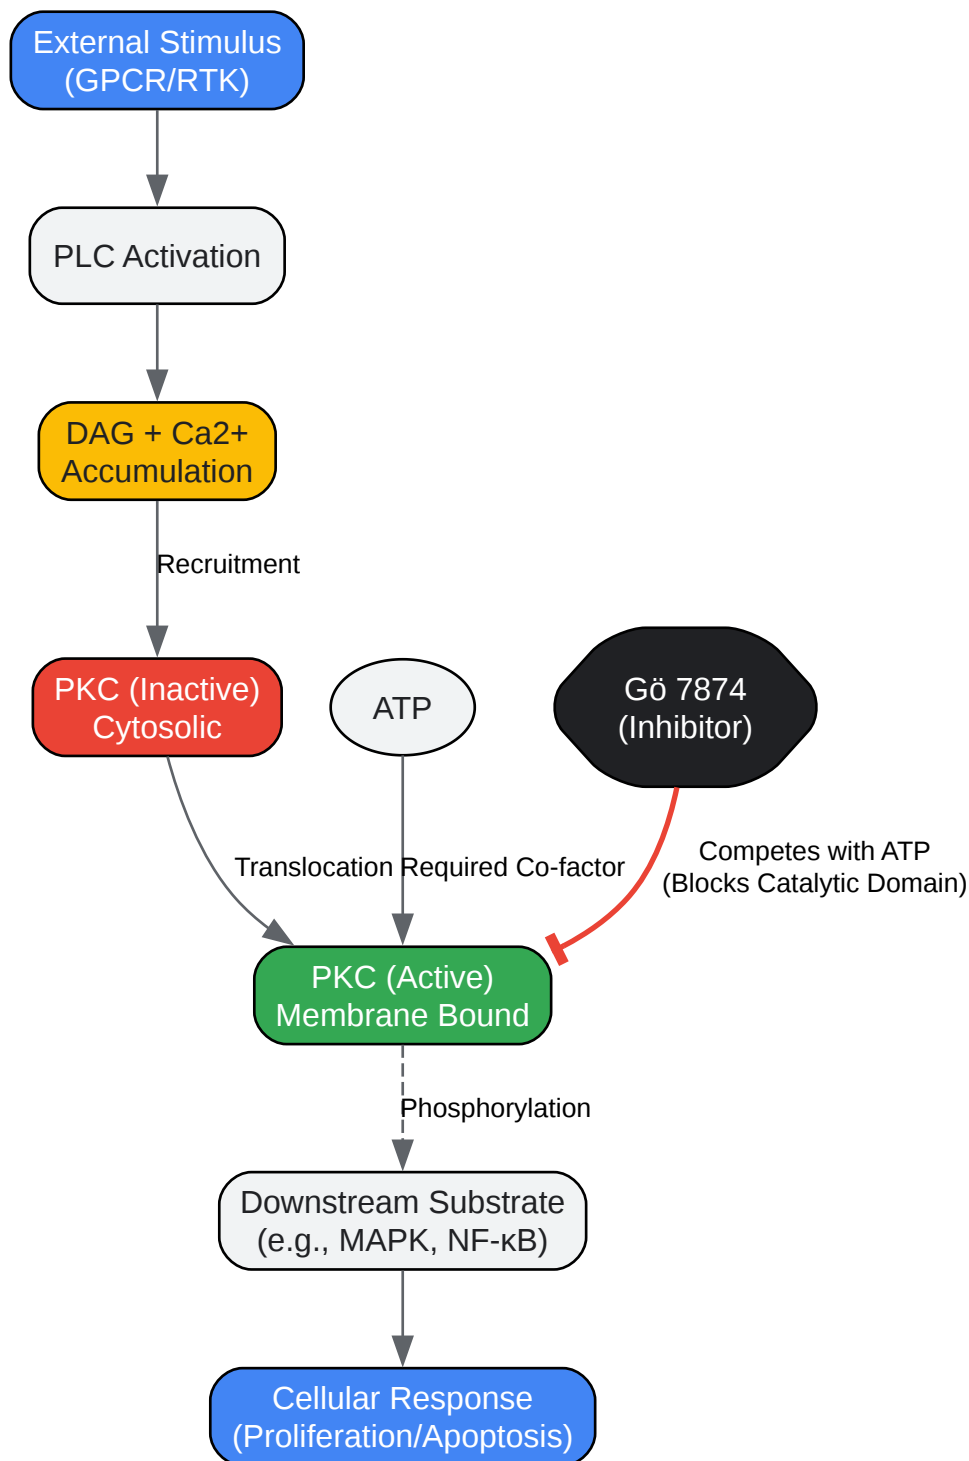 External Stimulus
(GPCR/RTK)
PLC Activation
DAG + Ca2+
Accumulation
Recruitment
PKC (Inactive)
Cytosolic
ATP
Gö 7874
(Inhibitor)
Translocation
Required Co-factor
Competes with ATP
(Blocks Catalytic Domain)
PKC (Active)
Membrane Bound
Phosphorylation
Downstream Substrate
(e.g., MAPK, NF-κB)
Cellular Response
(Proliferation/Apoptosis)